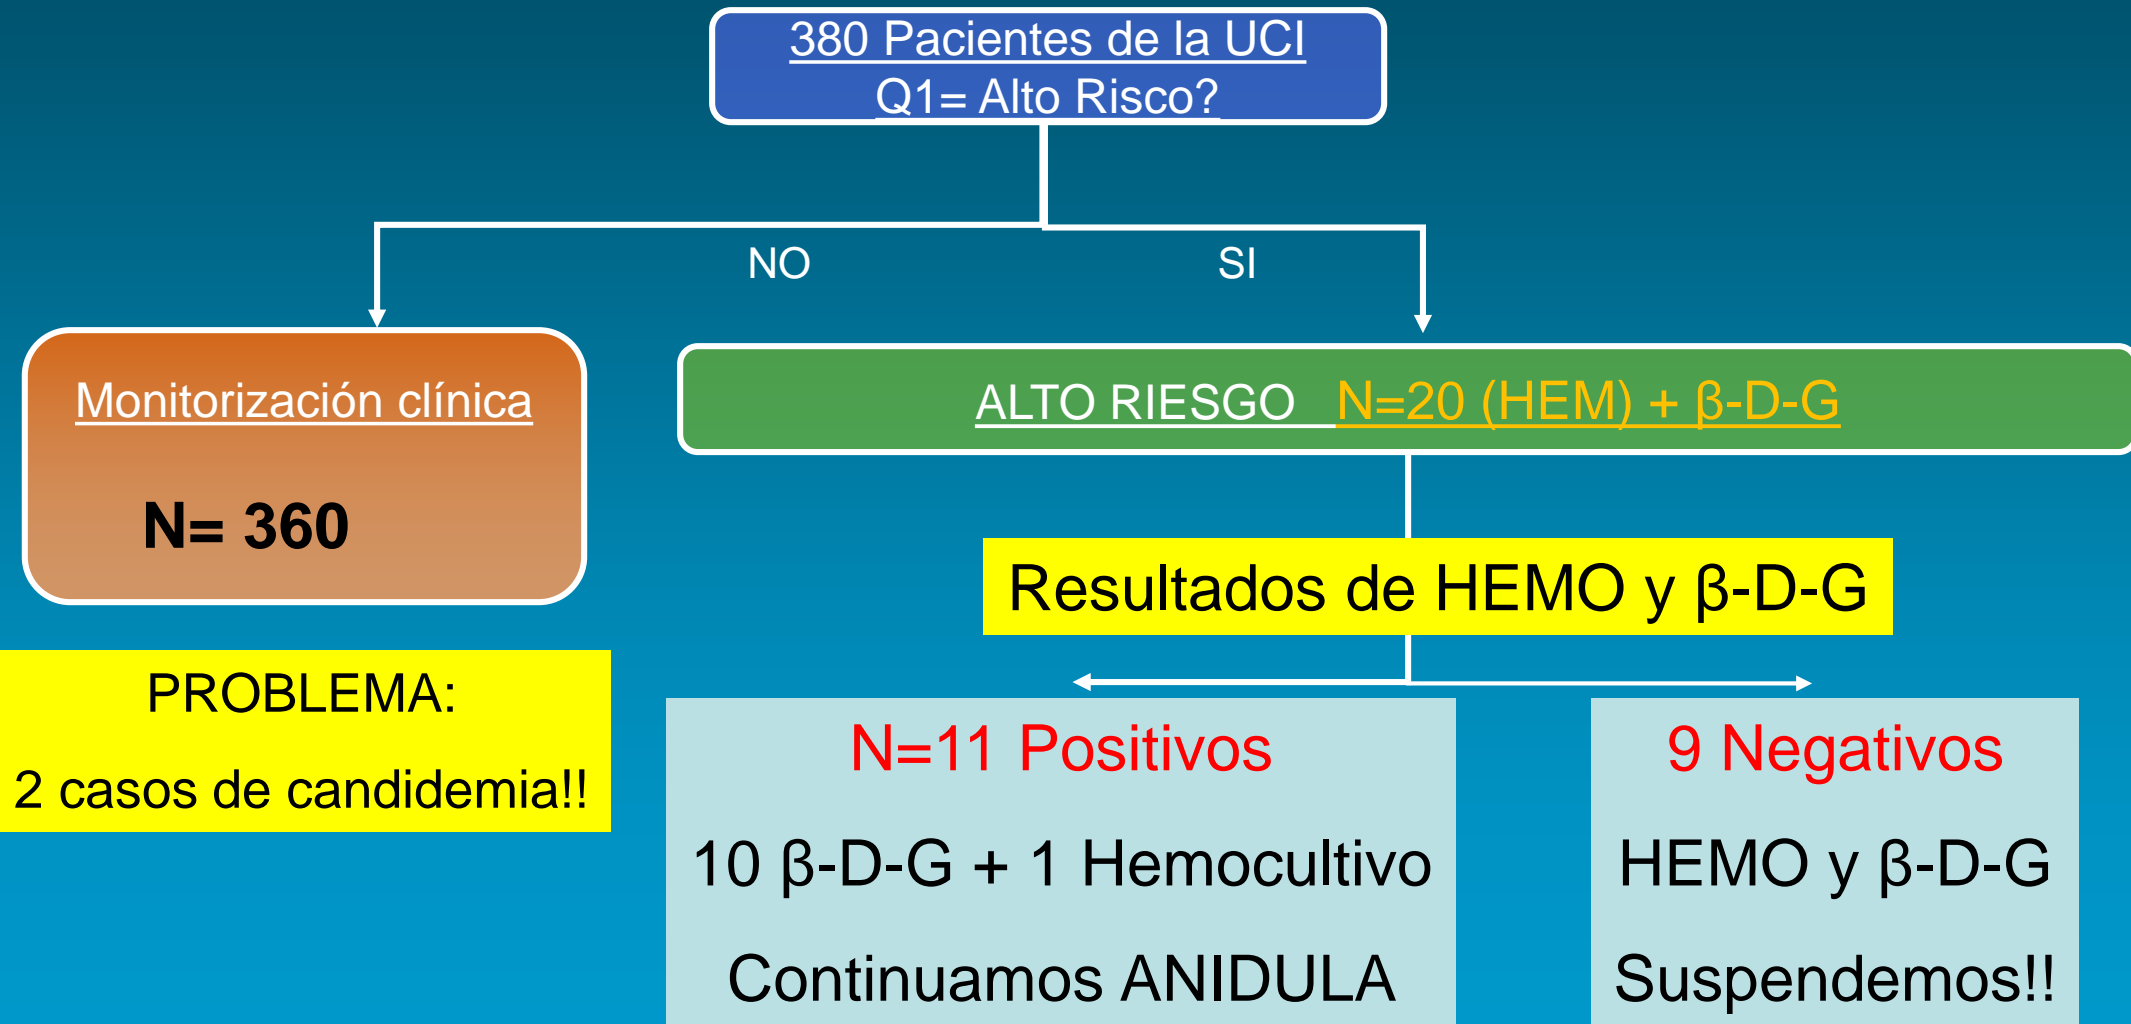 380 Pacientes de la UCI
Q1= Alto Risco?
NO
SI
Monitorización clínica
N= 360
ALTO RIESGO N=20 (HEM) + β-D-G
Resultados de HEMO y β-D-G
PROBLEMA:
2 casos de candidemia!!
N=11 Positivos
10 β-D-G + 1 Hemocultivo
Continuamos ANIDULA
9 Negativos
HEMO y β-D-G
Suspendemos!!